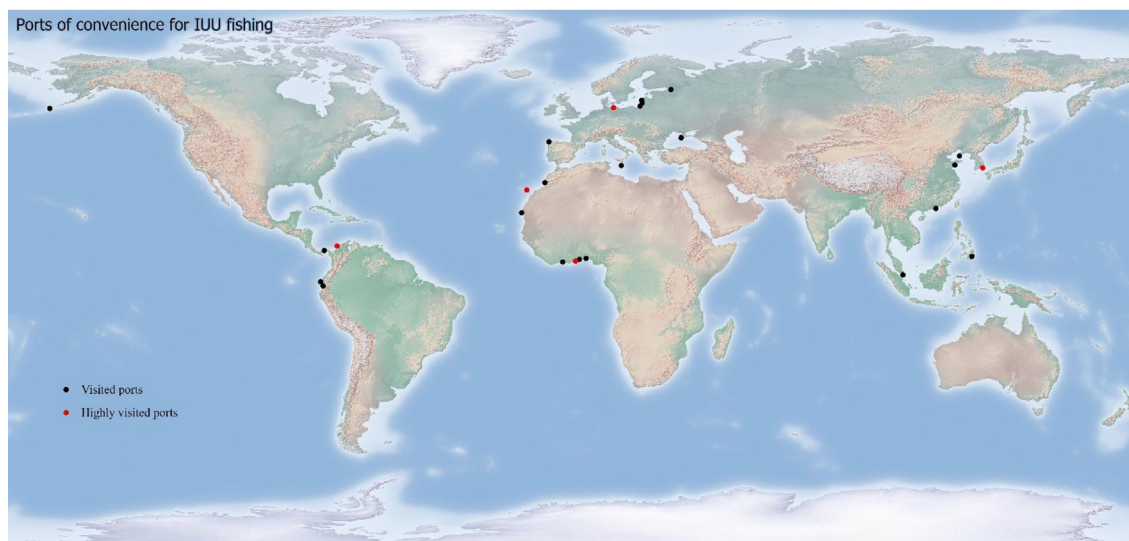 Ports of convenience for IUU fishing
Visited ports
Highly visited ports